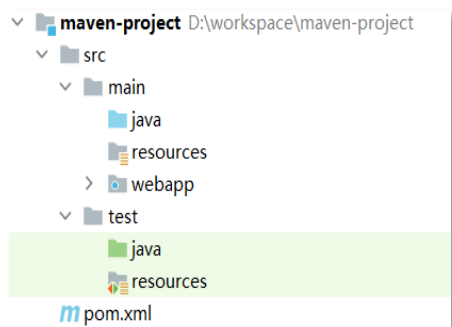 maven-project D:\workspace\maven-project
src
main
java
resources
webapp
test
java
resources
pom.xml